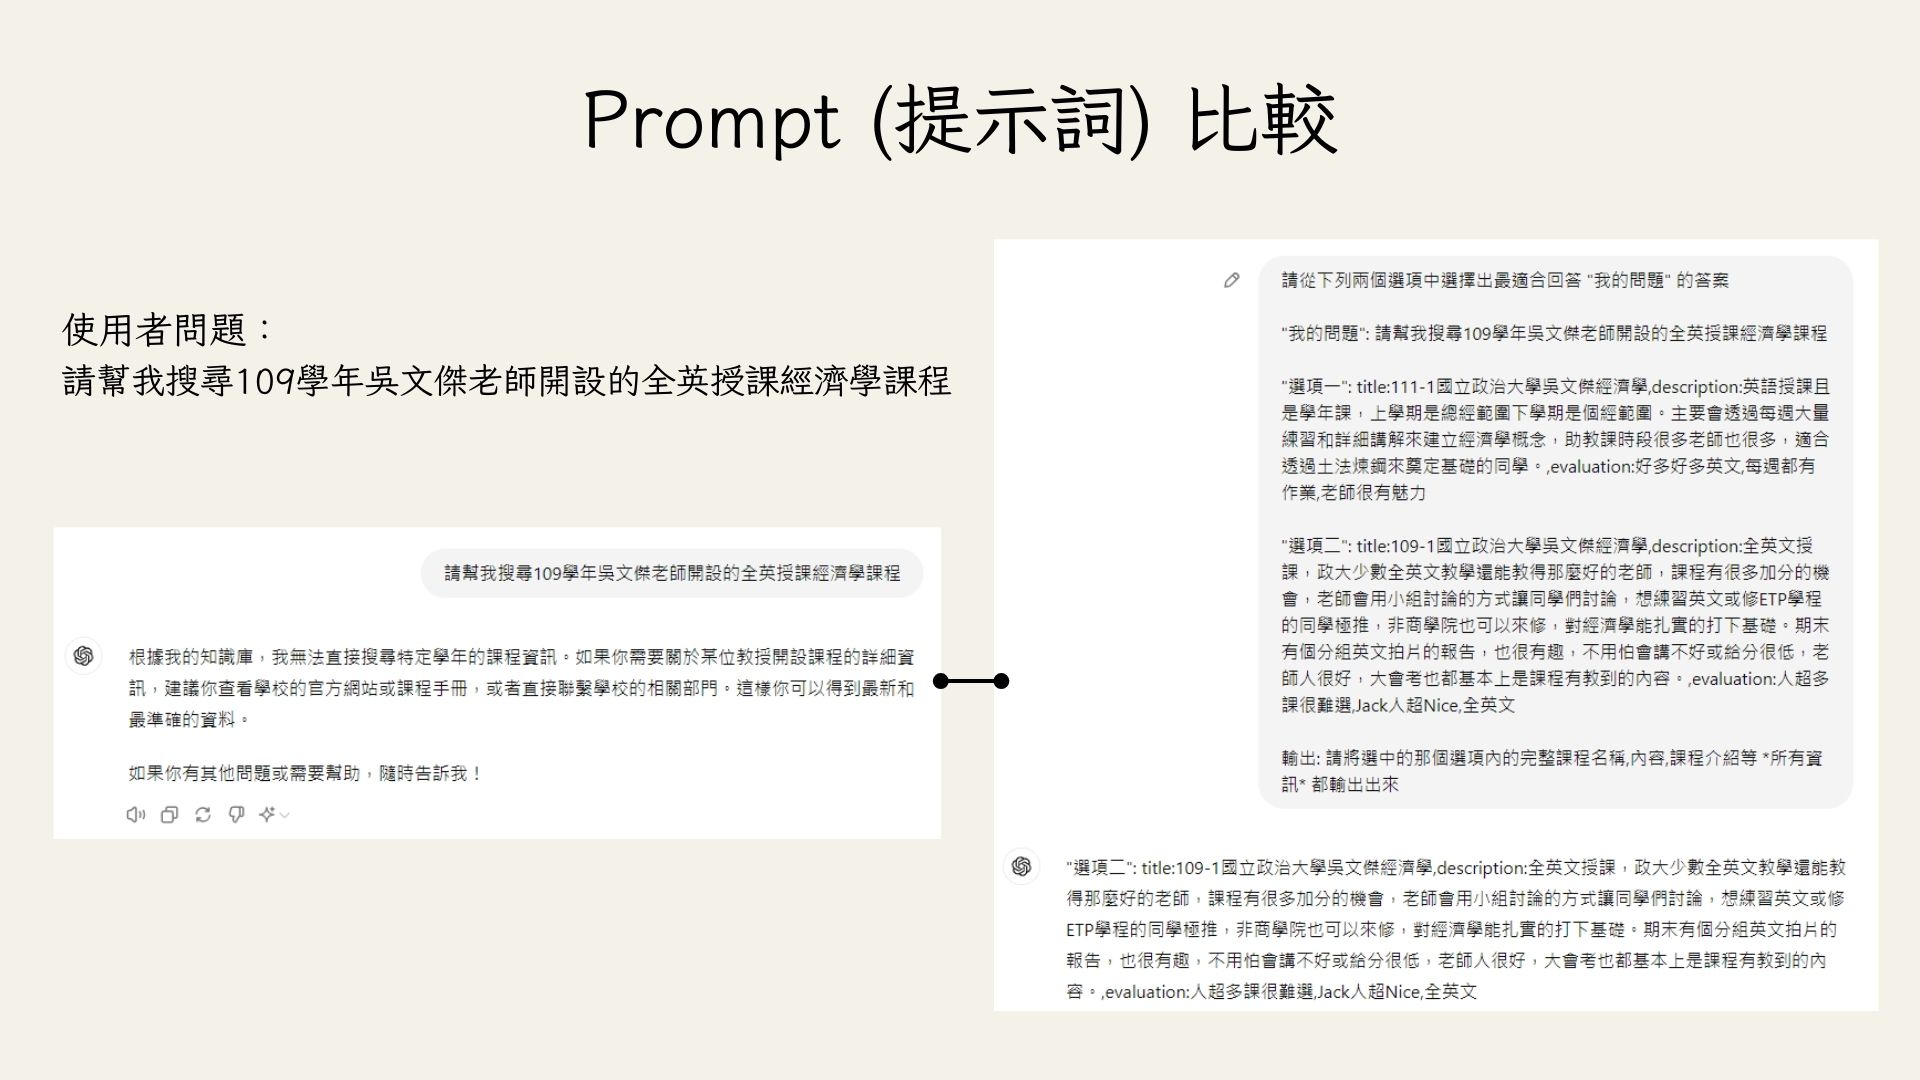 Prompt (提示詞) 比較
使用者問題：
請幫我搜尋109學年吳文傑老師開設的全英授課經濟學課程
請幫我搜尋109學年吳文傑老師開設的全英授課經濟學課程
根據我的知識庫，我無法直接搜尋特定學年的課程資訊。如果你需要關於某位教授開設課程的詳細資
訊，建議你查看學校的官方網站或課程手冊，或者直接聯繫學校的相關部門。這樣你可以得到最新和
最準確的資料。
如果你有其他問題或需要幫助，隨時告訴我！
請從下列兩個選項中選擇出最適合回答 "我的問題" 的答案
"我的問題": 請幫我搜尋109學年吳文傑老師開設的全英授課經濟學課程
"選項一": title:111-1國立政治大學吳文傑經濟學,description:英語授課且
是學年課，上學期是總經範圍下學期是個經範圍。主要會透過每週大量
練習和詳細講解來建立經濟學概念，助教課時段很多老師也很多，適合
透過土法煉鋼來奠定基礎的同學。,evaluation:好多好多英文,每週都有
作業,老師很有魅力
"選項二": title:109-1國立政治大學吳文傑經濟學,description:全英文授
課，政大少數全英文教學還能教得那麼好的老師，課程有很多加分的機
會，老師會用小組討論的方式讓同學們討論，想練習英文或修ETP學程
的同學極推，非商學院也可以來修，對經濟學能扎實的打下基礎。期末
有個分組英文拍片的報告，也很有趣，不用怕會講不好或給分很低，老
師人很好，大會考也都基本上是課程有教到的內容。,evaluation:人超多
課很難選,Jack人超Nice,全英文
輸出: 請將選中的那個選項內的完整課程名稱,內容,課程介紹等 *所有資
訊* 都輸出出來
"選項二": title:109-1國立政治大學吳文傑經濟學,description:全英文授課，政大少數全英文教學還能教
得那麼好的老師，課程有很多加分的機會，老師會用小組討論的方式讓同學們討論，想練習英文或修
ETP學程的同學極推，非商學院也可以來修，對經濟學能扎實的打下基礎。期末有個分組英文拍片的
報告，也很有趣，不用怕會講不好或給分很低，老師人很好，大會考也都基本上是課程有教到的內
容。,evaluation:人超多課很難選,Jack人超Nice,全英文